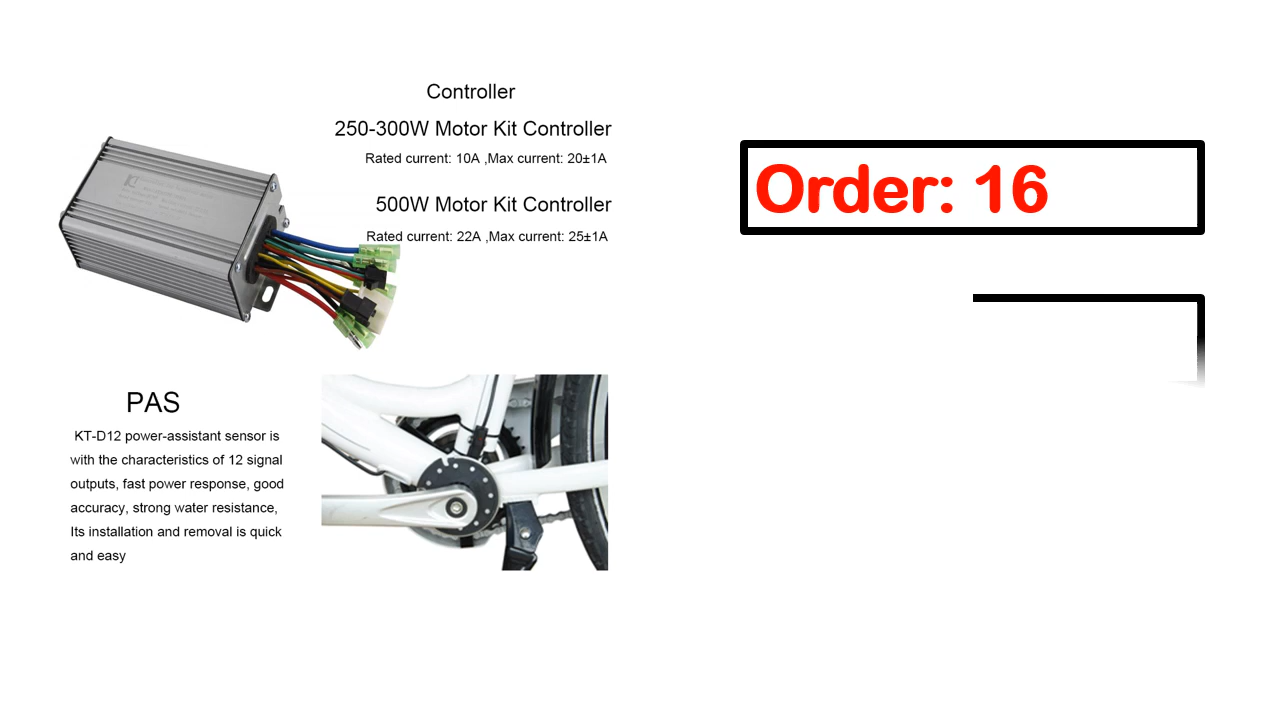 Controller
250-300W Motor Kit Controller
Rated current: 10A ,Max current: 20±1A
500W Motor Kit Controller
Rated current: 22A ,Max current: 25±1A
Order: 16
PAS
KT-D12 power-assistant sensor is
with the characteristics of 12 signal
outputs, fast power response, good
accuracy, strong water resistance,
Its installation and removal is quick
and easy